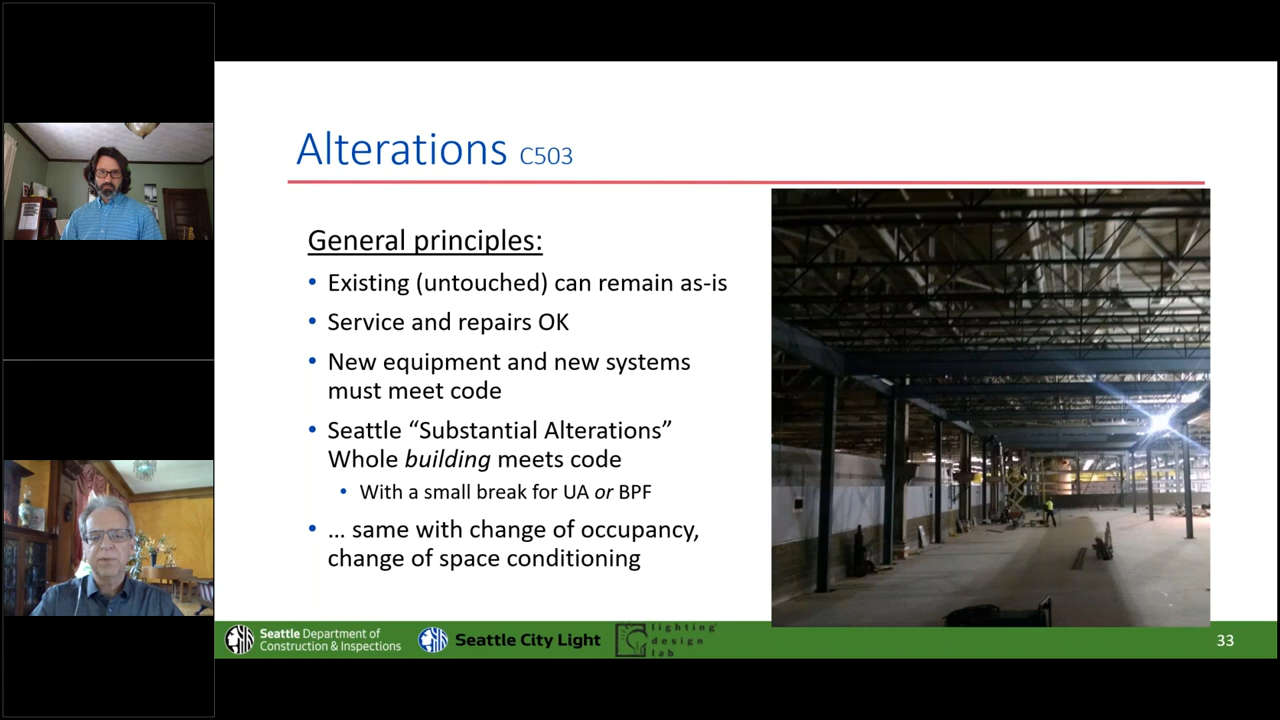 Alterations C503
General principles:
• Existing (untouched) can remain as-is
• Service and repairs OK
• New equipment and new systems
must meet code
• Seattle “Substantial Alterations”
Whole building meets code
• With a small break for UA or BPF
• … same with change of occupancy,
change of space conditioning
Seattle Department of
Construction & Inspections
Seattle City Light
lighting
design
lab
33